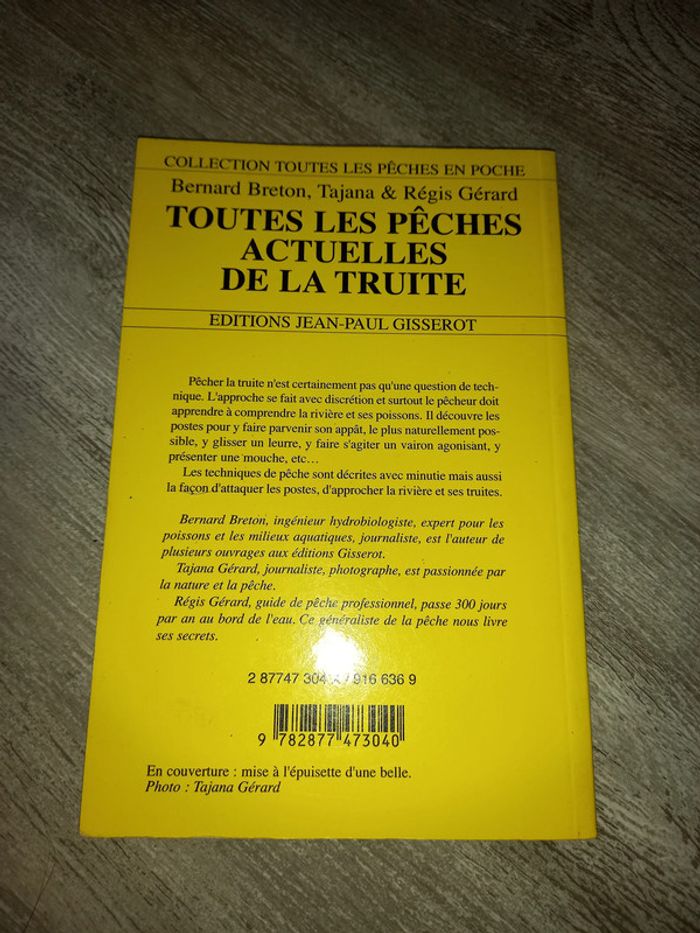 COLLECTION TOUTES LES PÊCHES EN POCHE
Bernard Breton, Tajana & Régis Gérard
TOUTES LES PÊCHES
ACTUELLES
DE LA TRUITE
EDITIONS JEAN-PAUL GISSEROT
Pêcher la truite n'est certainement pas qu'une question de tech-
nique. L'approche se fait avec discrétion et surtout le pêcheur doit
apprendre à comprendre la rivière et ses poissons. Il découvre les
postes pour y faire parvenir son appât, le plus naturellement pos-
sible, y glisser un leurre, y faire s'agiter un vairon agonisant, y
présenter une mouche, etc...
Les techniques de pêche sont décrites avec minutie mais aussi
la façon d'attaquer les postes, d'approcher la rivière et ses truites.
Bernard Breton, ingénieur hydrobiologiste, expert pour les
poissons et les milieux aquatiques, journaliste, est l'auteur de
plusieurs ouvrages aux éditions Gisserot.
Tajana Gérard, journaliste, photographe, est passionnée par
la nature et la pêche.
Régis Gérard, guide de pêche professionnel, passe 300 jours
par an au bord de l'eau. Ce généraliste de la pêche nous livre
ses secrets.
2 87747 304 / 916 636 9
9 782877 473040
En couverture : mise à l'épuisette d'une belle.
Photo : Tajana Gérard